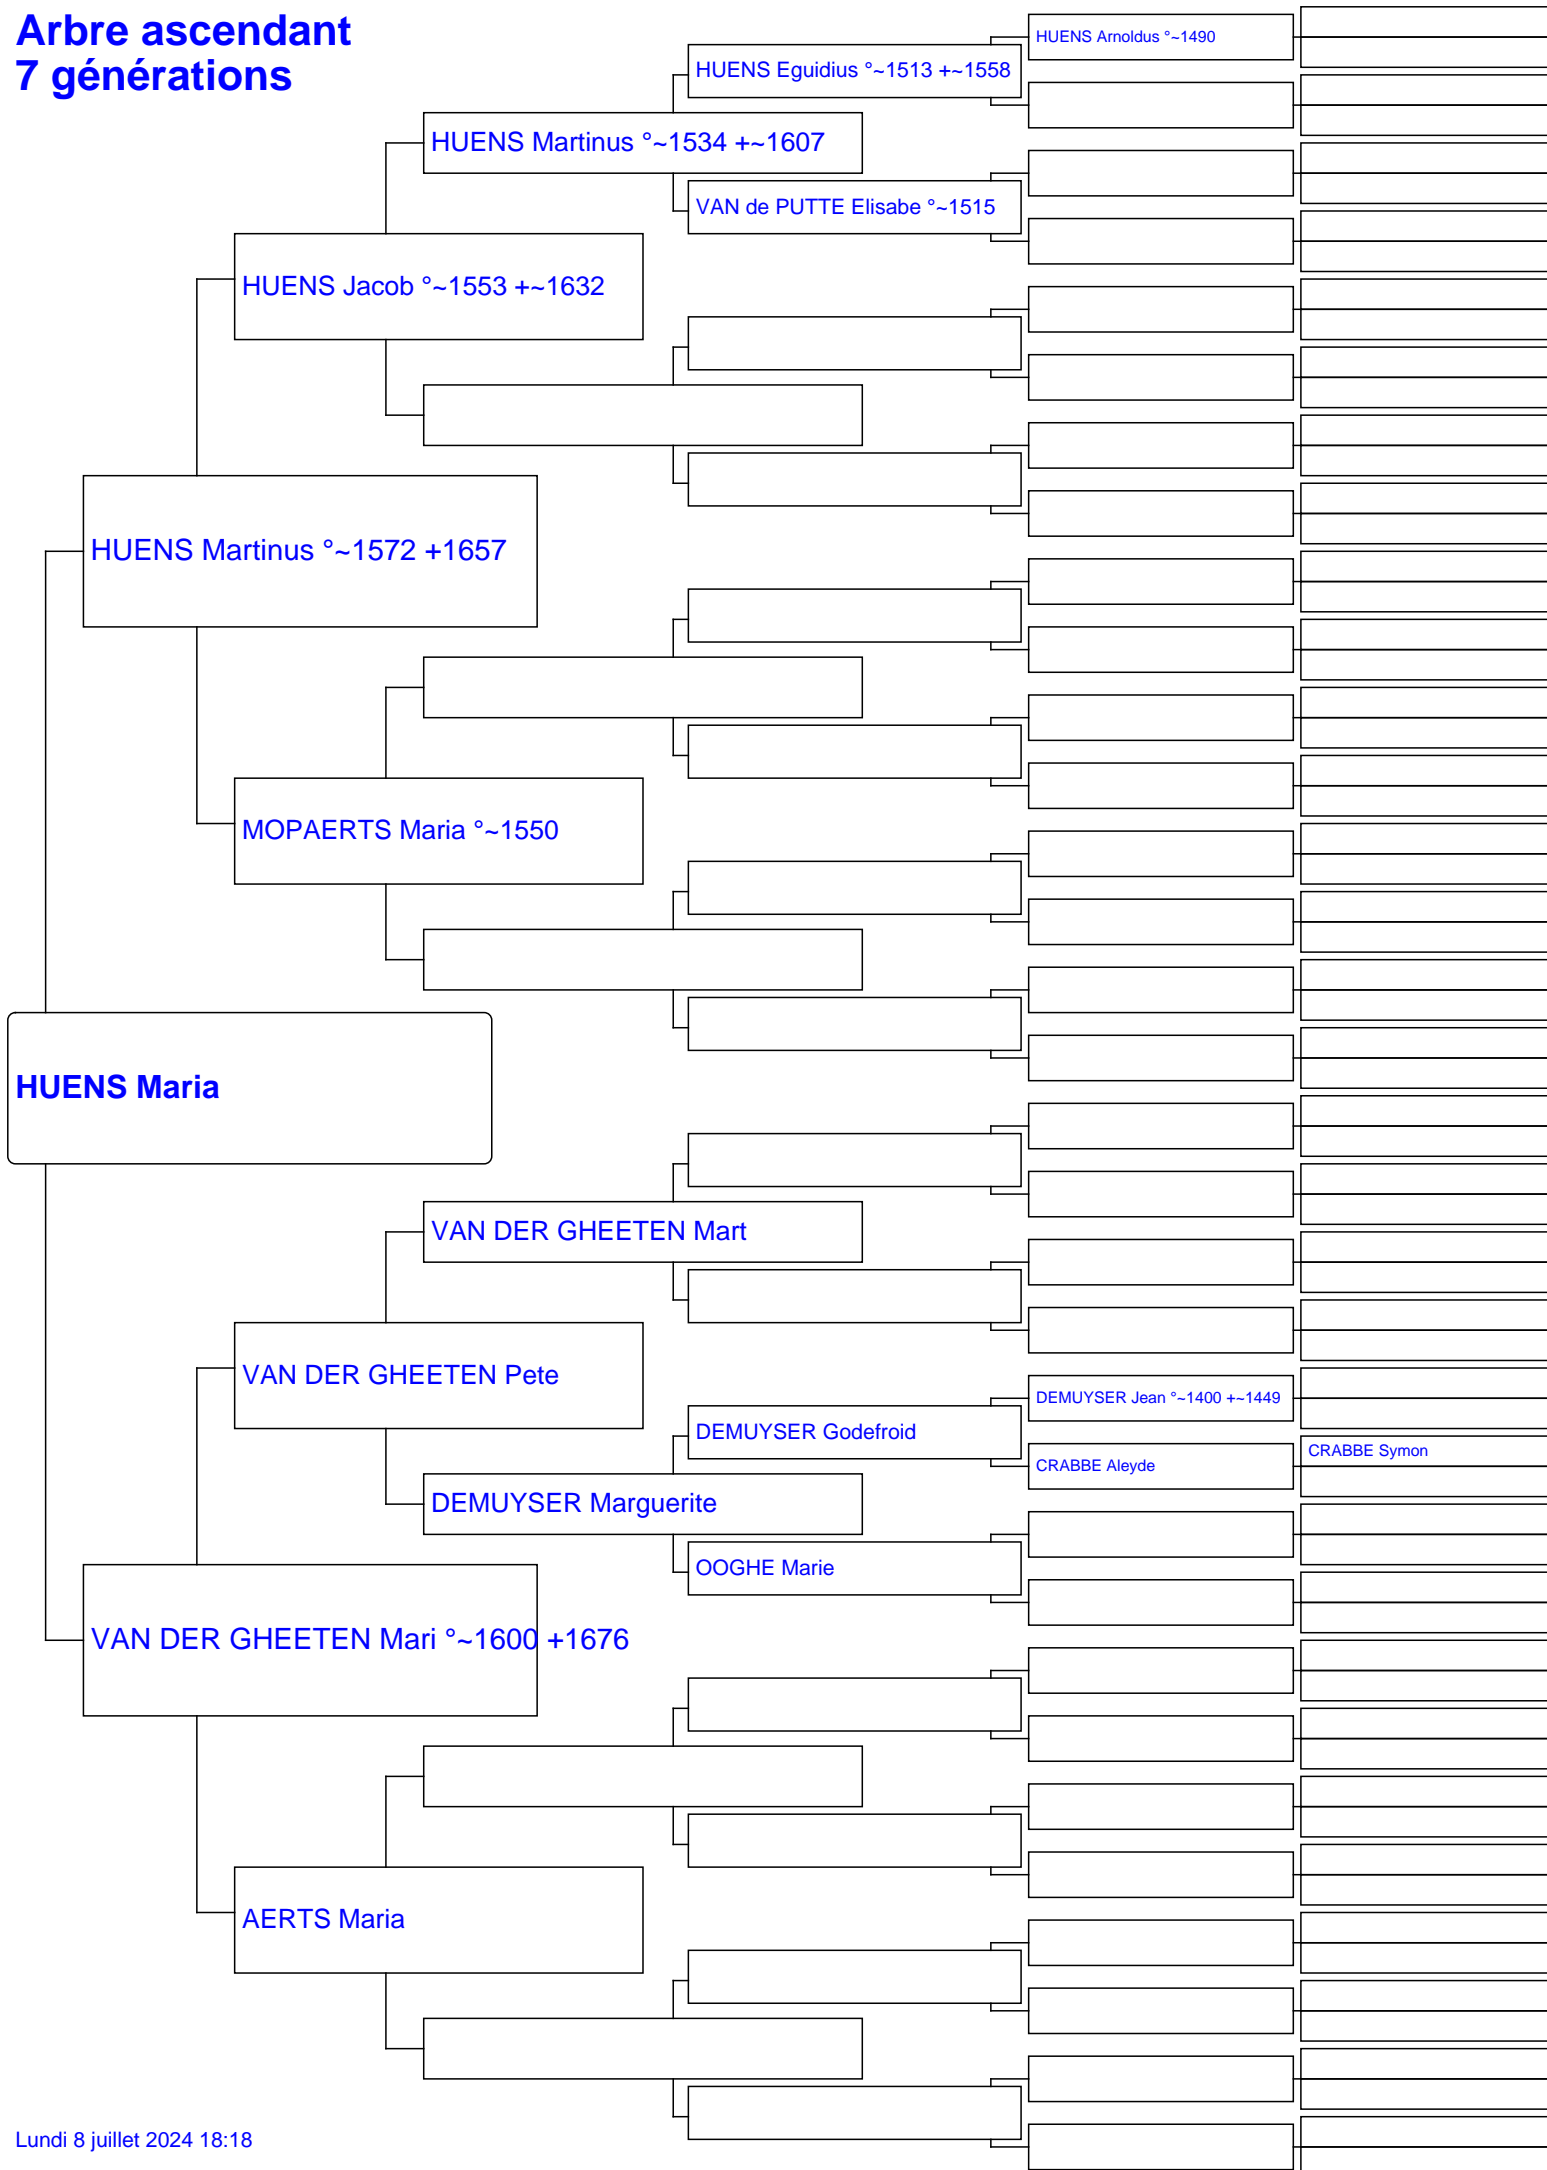 Arbre ascendant
7 générations
HUENS Arnoldus °~1490
HUENS Eguidius °~1513 +~1558
HUENS Martinus °~1534 +~1607
VAN de PUTTE Elisabe °~1515
HUENS Jacob °~1553 +~1632
HUENS Martinus °~1572 +1657
MOPAERTS Maria °~1550
HUENS Maria
VAN DER GHEETEN Mart
VAN DER GHEETEN Pete
DEMUYSER Jean °~1400 +~1449
DEMUYSER Godefroid
CRABBE Symon
CRABBE Aleyde
DEMUYSER Marguerite
OOGHE Marie
VAN DER GHEETEN Mari °~1600 +1676
AERTS Maria
Lundi 8 juillet 2024 18:18